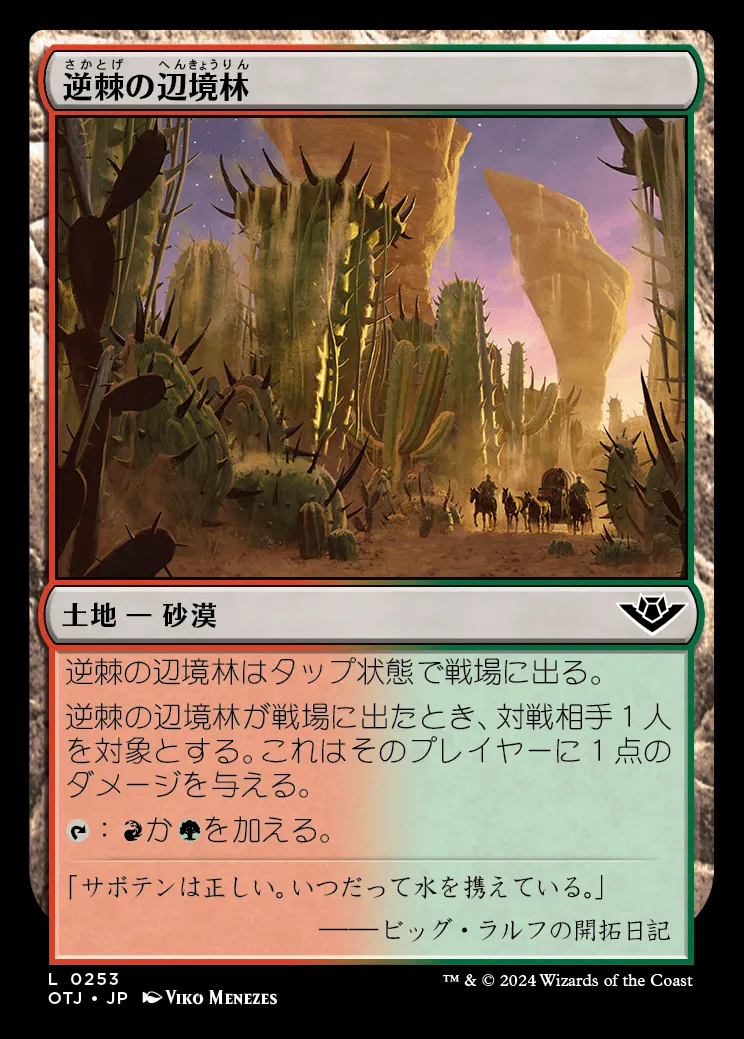 さかとげ へんきょうりん
逆棘の辺境林
土地 — 砂漠
逆棘の辺境林はタップ状態で戦場に出る。
逆棘の辺境林が戦場に出たとき、対戦相手1人
を対象とする。これはそのプレイヤーに1点の
ダメージを与える。
:か を加える。
「サボテンは正しい。いつだって水を携えている。」
――ビッグ・ラルフの開拓日記
L 0253
OTJ • JP VIKO MENEZES
™ & © 2024 Wizards of the Coast